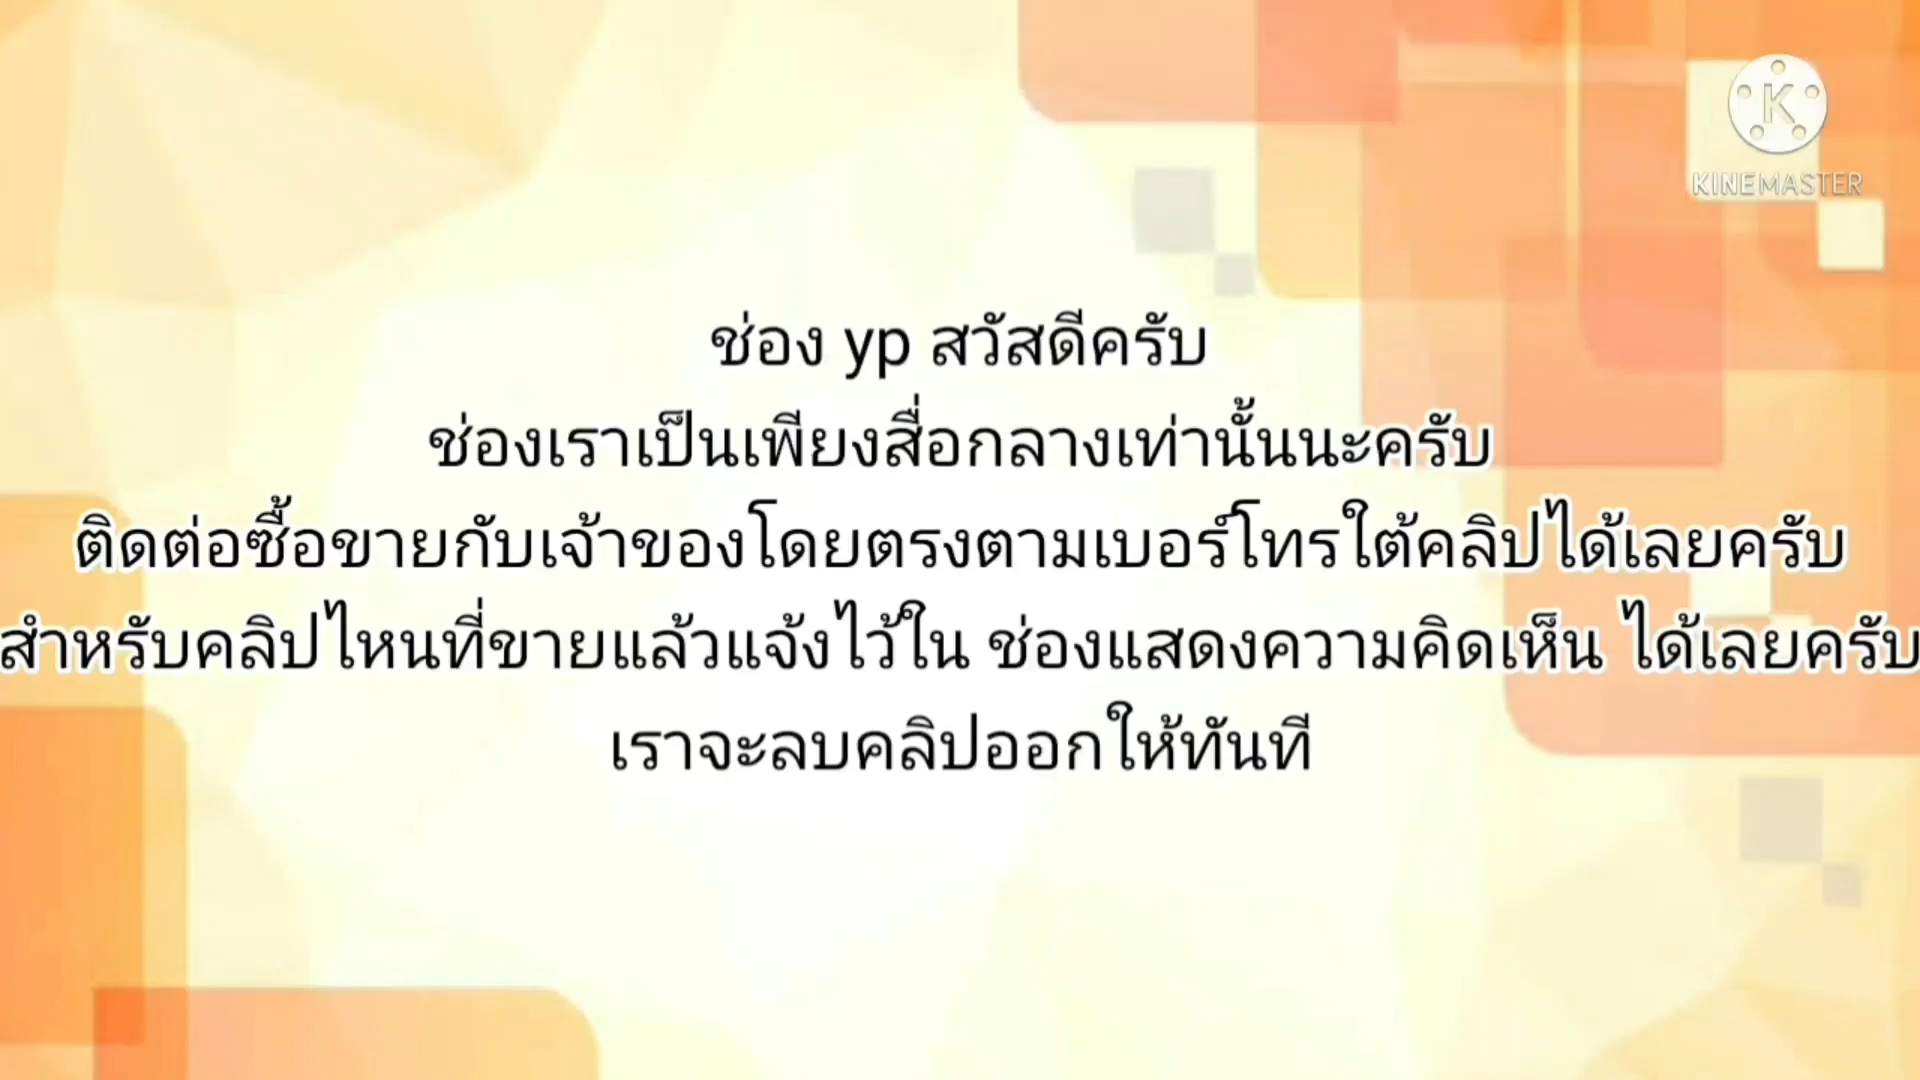 KINEMASTER
ช่อง yp สวัสดีครับ
ช่องเราเป็นเพียงสื่อกลางเท่านั้นนะครับ
ติดต่อซื้อขายกับเจ้าของโดยตรงตามเบอร์โทรใต้คลิปได้เลยครับ
สำหรับคลิปไหนที่ขายแล้วแจ้งไว้ใน ช่องแสดงความคิดเห็น ได้เลยครับ
เราจะลบคลิปออกให้ทันที